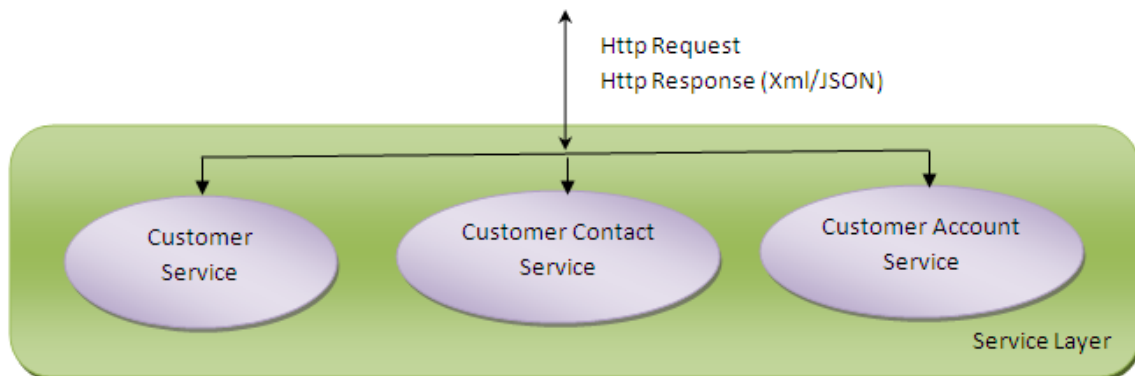 Http Request
Http Response (Xml/JSON)
Customer
Service
Customer Contact
Service
Customer Account
Service
Service Layer